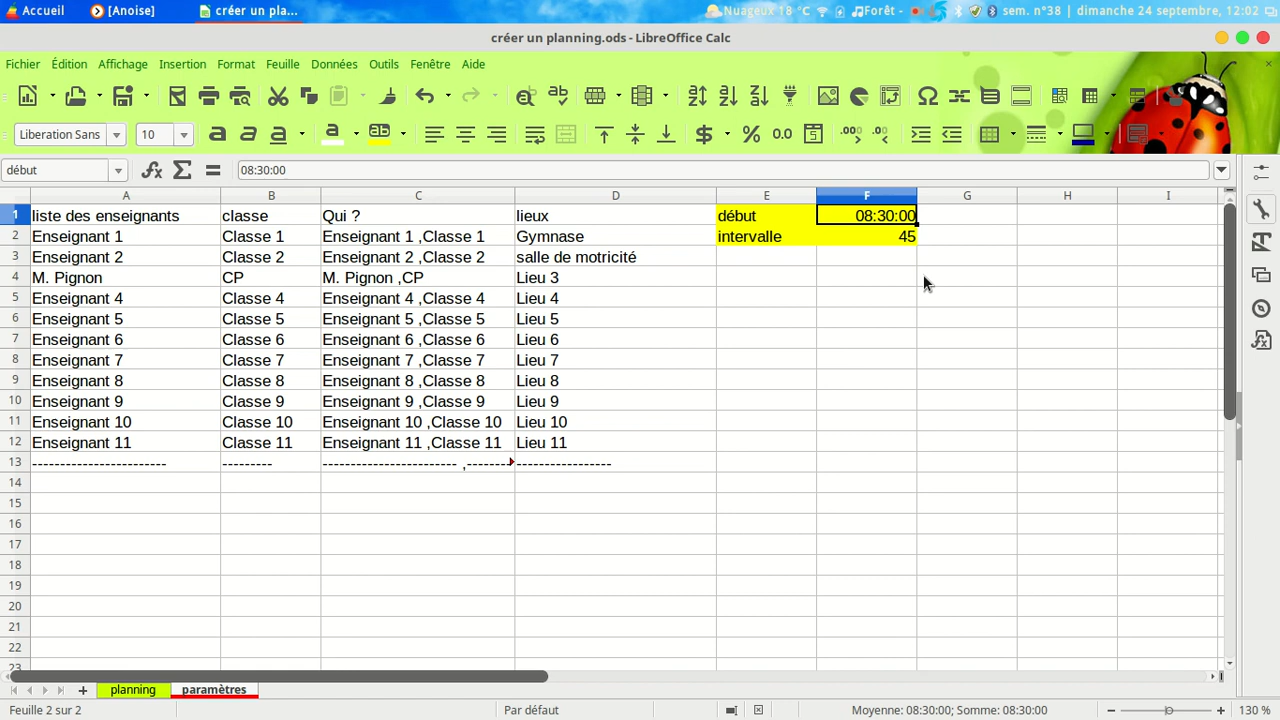 Accueil [Anoise] créer un pla... Nuageux 18 °C Forêt - sem. n°38 | dimanche 24 septembre, 12:02
créer un planning.ods - LibreOffice Calc
Fichier Édition Affichage Insertion Format Feuille Données Outils Fenêtre Aide
Liberation Sans 10
début 08:30:00
A B C D E F G H I
1 liste des enseignants classe Qui ? lieux début 08:30:00
2 Enseignant 1 Classe 1 Enseignant 1 ,Classe 1 Gymnase intervalle 45
3 Enseignant 2 Classe 2 Enseignant 2 ,Classe 2 salle de motricité
4 M. Pignon CP M. Pignon ,CP Lieu 3
5 Enseignant 4 Classe 4 Enseignant 4 ,Classe 4 Lieu 4
6 Enseignant 5 Classe 5 Enseignant 5 ,Classe 5 Lieu 5
7 Enseignant 6 Classe 6 Enseignant 6 ,Classe 6 Lieu 6
8 Enseignant 7 Classe 7 Enseignant 7 ,Classe 7 Lieu 7
9 Enseignant 8 Classe 8 Enseignant 8 ,Classe 8 Lieu 8
10 Enseignant 9 Classe 9 Enseignant 9 ,Classe 9 Lieu 9
11 Enseignant 10 Classe 10 Enseignant 10 ,Classe 10 Lieu 10
12 Enseignant 11 Classe 11 Enseignant 11 ,Classe 11 Lieu 11
13 ------------------------ --------- ------------------------ ,-------- -----------------
14
15
16
17
18
19
20
21
22
23
planning paramètres
Feuille 2 sur 2 Par défaut Moyenne: 08:30:00; Somme: 08:30:00 130 %